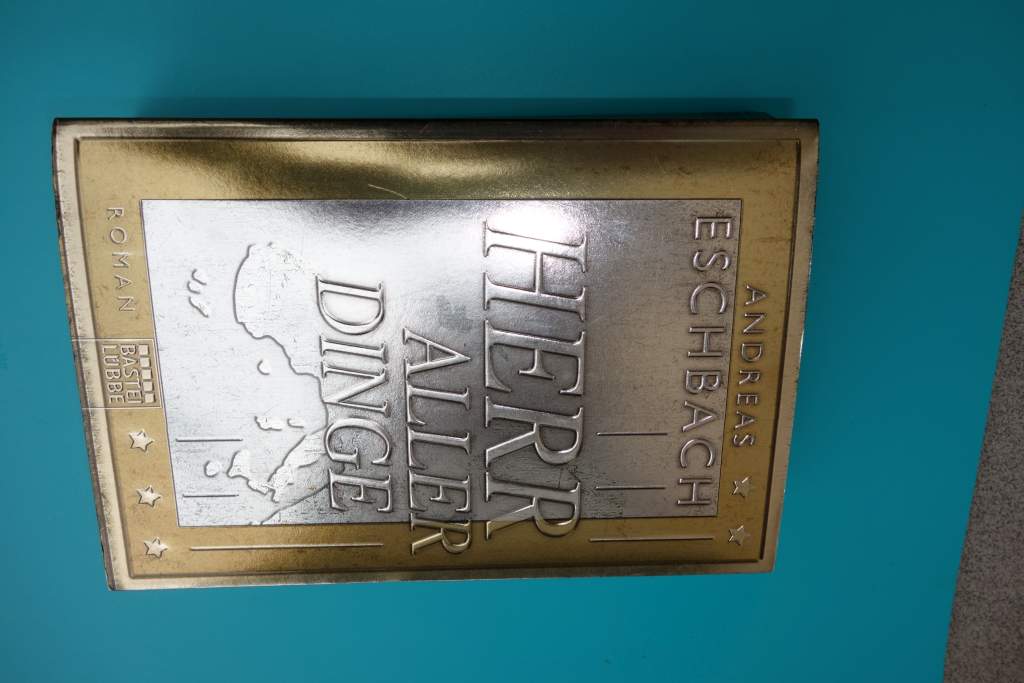 ANDREAS
ESCHBACH
HERR
ALLER
DINGE
ROMAN
BASTEI
LÜBBE